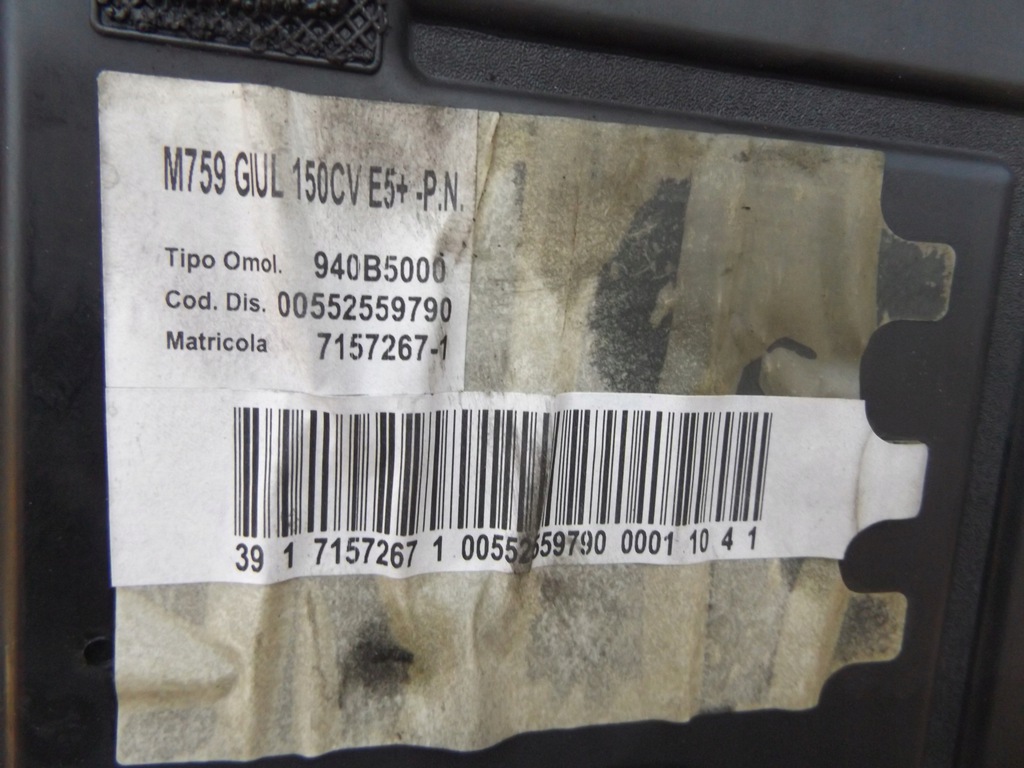 M759 GIUL 150CV E5+ -P.N.
Tipo Omol. 940B5000
Cod. Dis. 00552559790
Matricola 7157267-1
39 1 7157267 1 00552559790 0001 10 4 1